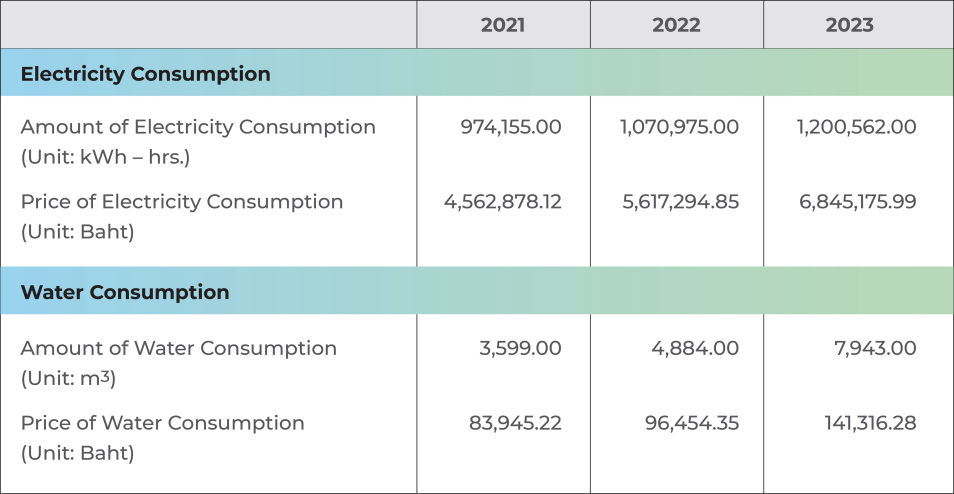 2021 2022 2023
Electricity Consumption
Amount of Electricity Consumption 974,155.00 1,070,975.00 1,200,562.00
(Unit: kWh – hrs.)
Price of Electricity Consumption 4,562,878.12 5,617,294.85 6,845,175.99
(Unit: Baht)
Water Consumption
Amount of Water Consumption 3,599.00 4,884.00 7,943.00
(Unit: m3)
Price of Water Consumption 83,945.22 96,454.35 141,316.28
(Unit: Baht)